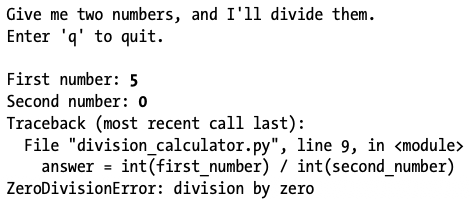 Give me two numbers, and I'll divide them.
Enter 'q' to quit.
First number: 5
Second number: 0
Traceback (most recent call last):
File "division_calculator.py", line 9, in <module>
answer = int(first_number) / int(second_number)
ZeroDivisionError: division by zero